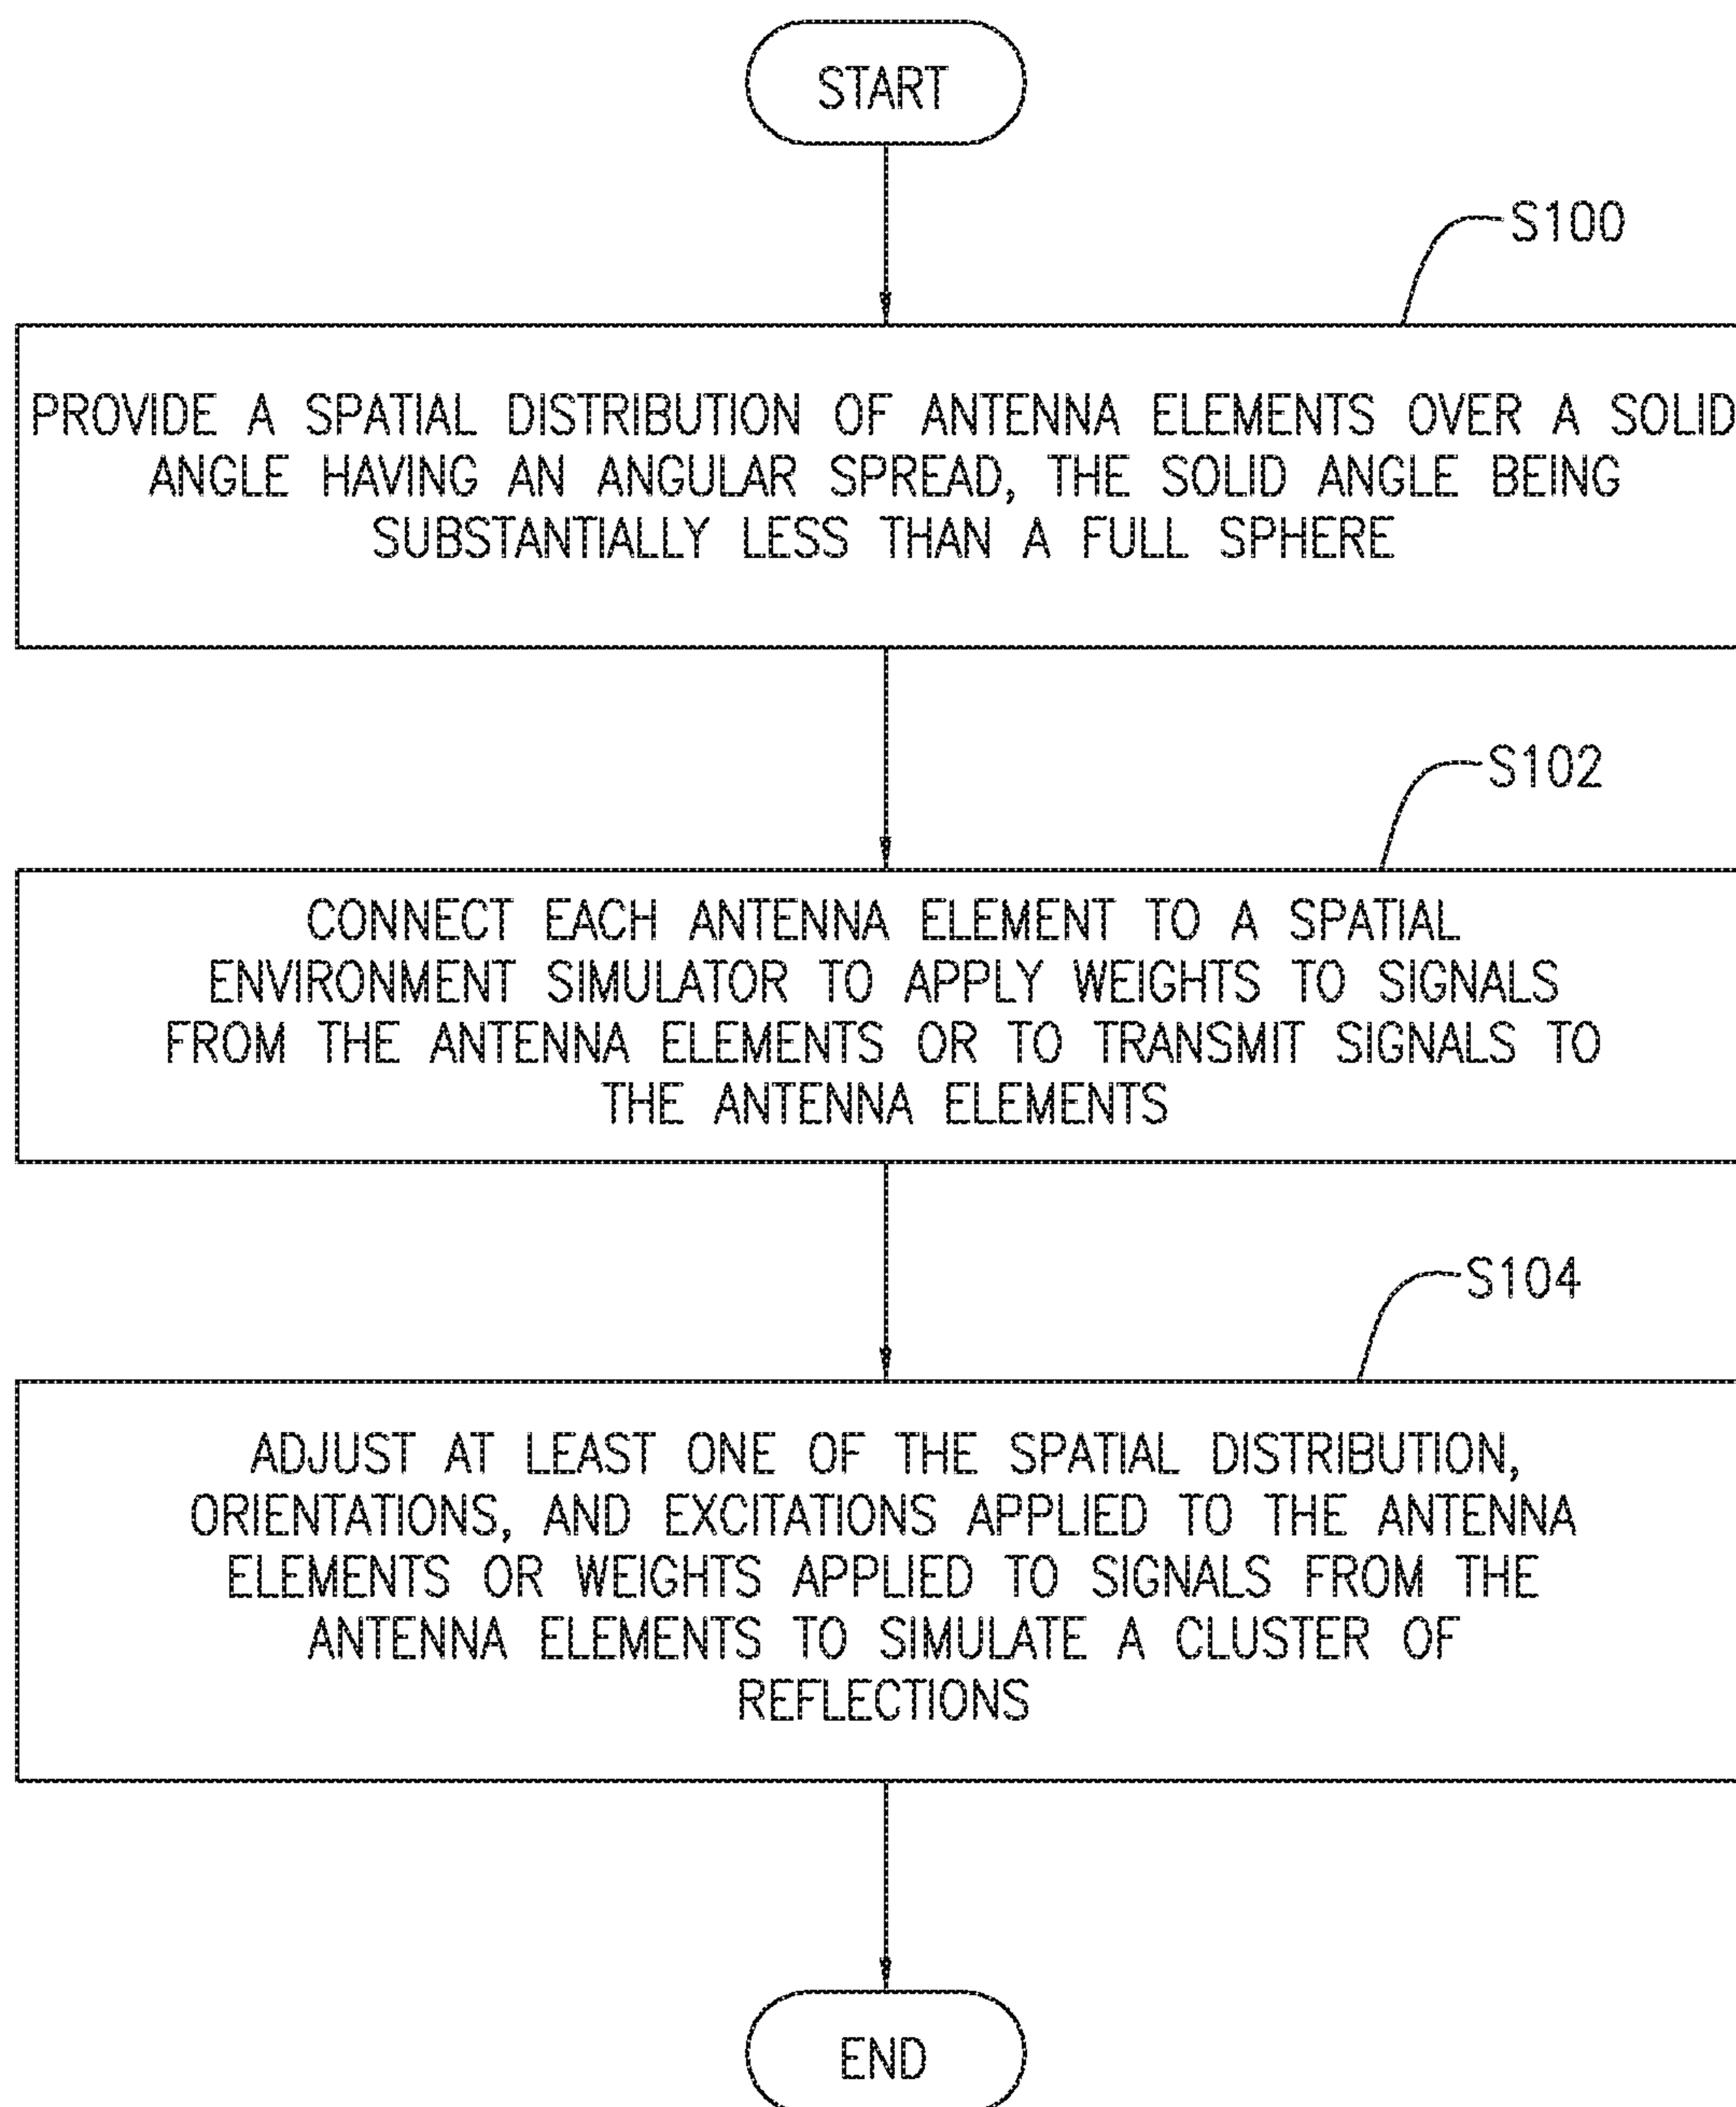 START
S100
PROVIDE A SPATIAL DISTRIBUTION OF ANTENNA ELEMENTS OVER A SOLID
ANGLE HAVING AN ANGULAR SPREAD, THE SOLID ANGLE BEING
SUBSTANTIALLY LESS THAN A FULL SPHERE
S102
CONNECT EACH ANTENNA ELEMENT TO A SPATIAL
ENVIRONMENT SIMULATOR TO APPLY WEIGHTS TO SIGNALS
FROM THE ANTENNA ELEMENTS OR TO TRANSMIT SIGNALS TO
THE ANTENNA ELEMENTS
S104
ADJUST AT LEAST ONE OF THE SPATIAL DISTRIBUTION,
ORIENTATIONS, AND EXCITATIONS APPLIED TO THE ANTENNA
ELEMENTS OR WEIGHTS APPLIED TO SIGNALS FROM THE
ANTENNA ELEMENTS TO SIMULATE A CLUSTER OF
REFLECTIONS
END